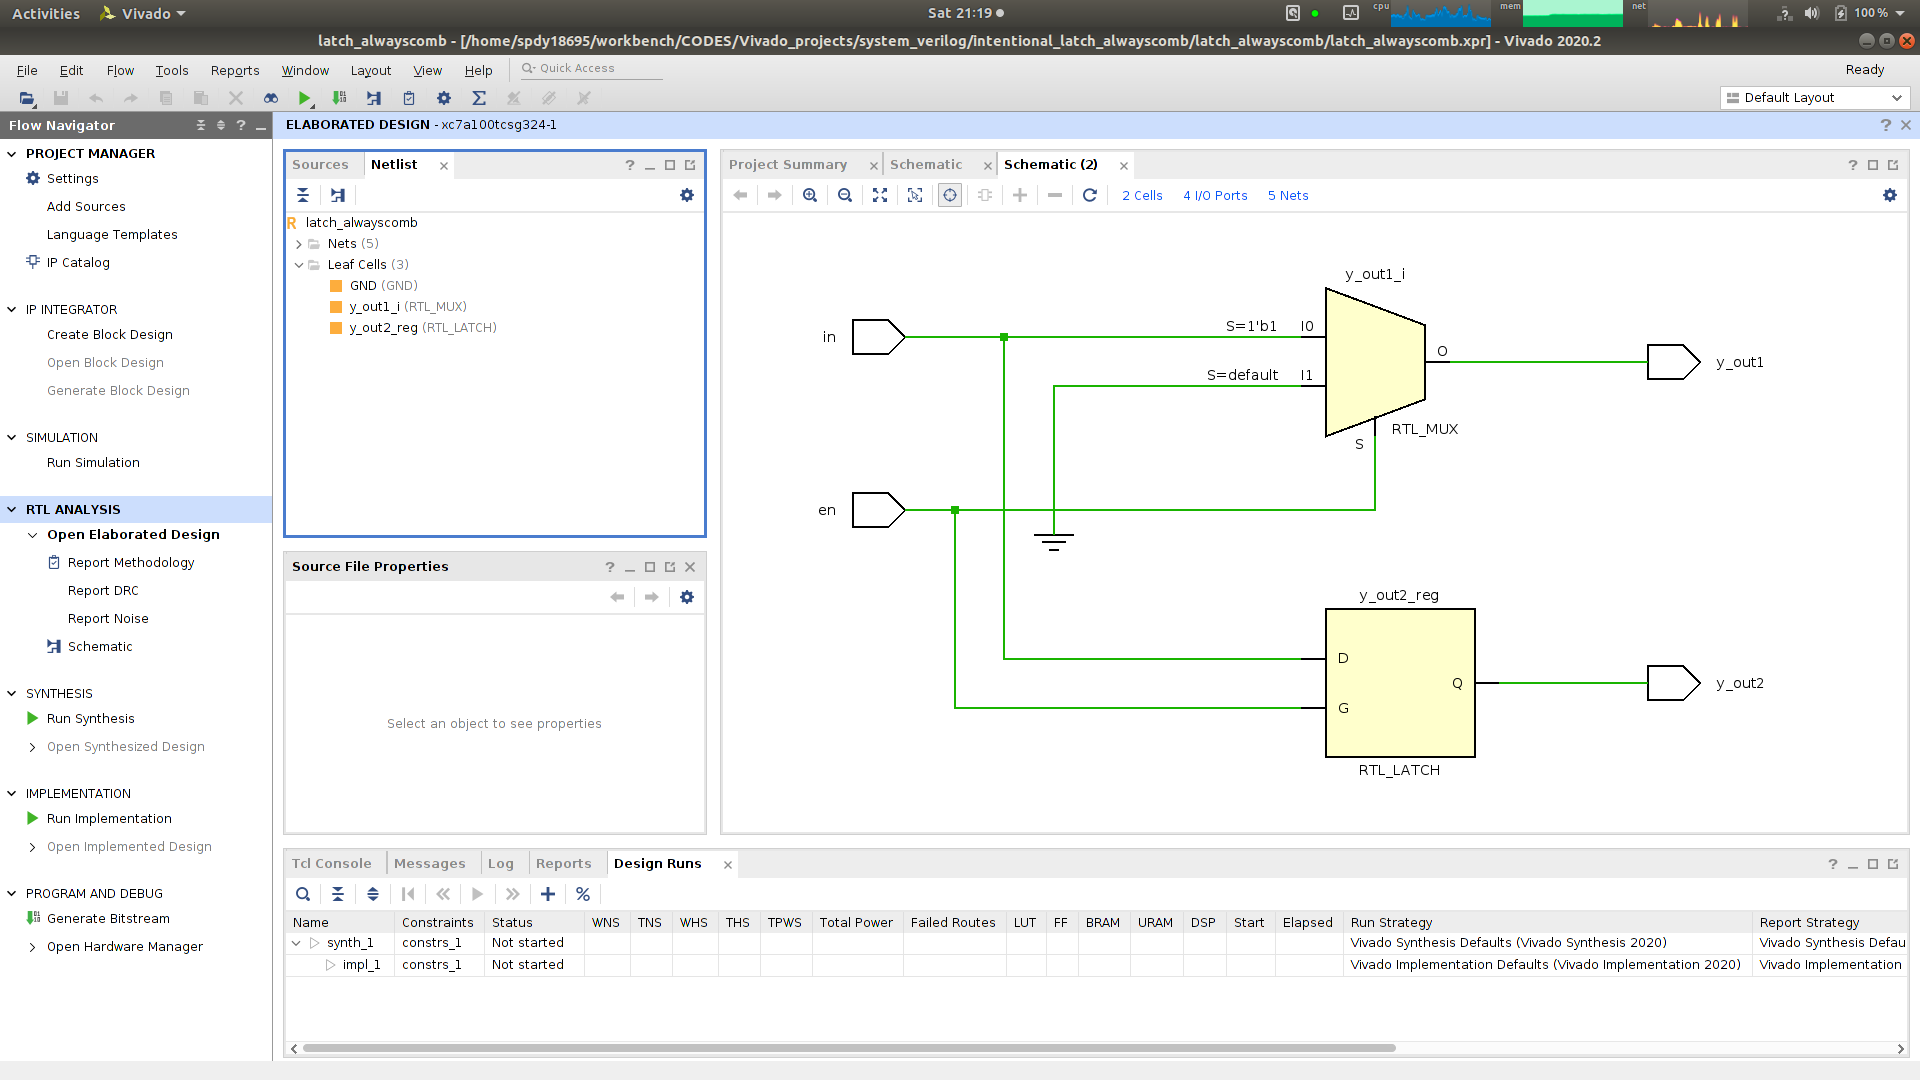 Activities Vivado Sat 21:19 cpu mem net 100 %
latch_alwayscomb - [/home/spdy18695/workbench/CODES/Vivado_projects/system_verilog/intentional_latch_alwayscomb/latch_alwayscomb/latch_alwayscomb.xpr] - Vivado 2020.2
File Edit Flow Tools Reports Window Layout View Help Quick Access Ready
Default Layout
Flow Navigator
ELABORATED DESIGN - xc7a100tcsg324-1
PROJECT MANAGER
Settings
Add Sources
Language Templates
IP Catalog
IP INTEGRATOR
Create Block Design
Open Block Design
Generate Block Design
SIMULATION
Run Simulation
RTL ANALYSIS
Open Elaborated Design
Report Methodology
Report DRC
Report Noise
Schematic
SYNTHESIS
Run Synthesis
Open Synthesized Design
IMPLEMENTATION
Run Implementation
Open Implemented Design
PROGRAM AND DEBUG
Generate Bitstream
Open Hardware Manager
Sources Netlist
latch_alwayscomb
Nets (5)
Leaf Cells (3)
GND (GND)
y_out1_i (RTL_MUX)
y_out2_reg (RTL_LATCH)
Source File Properties
Select an object to see properties
Project Summary Schematic Schematic (2)
2 Cells 4 I/O Ports 5 Nets
y_out1_i
in S=1'b1 I0
O
S=default I1
y_out1
RTL_MUX
S
en
y_out2_reg
D
Q
G
y_out2
RTL_LATCH
Tcl Console Messages Log Reports Design Runs
Name Constraints Status WNS TNS WHS THS TPWS Total Power Failed Routes LUT FF BRAM URAM DSP Start Elapsed Run Strategy Report Strategy
synth_1 constrs_1 Not started Vivado Synthesis Defaults (Vivado Synthesis 2020) Vivado Synthesis Defau
impl_1 constrs_1 Not started Vivado Implementation Defaults (Vivado Implementation 2020) Vivado Implementation